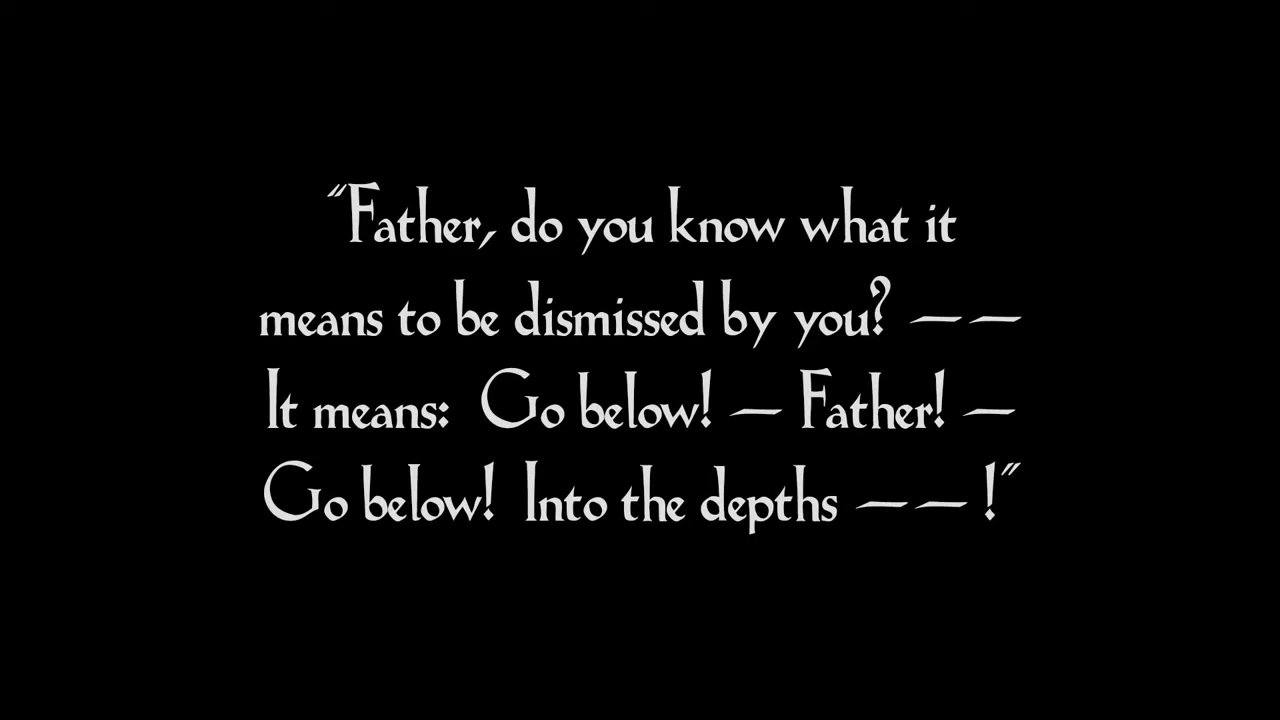 "Father, do you know what it
means to be dismissed by you? — —
It means: Go below! — Father! —
Go below! Into the depths — — !"